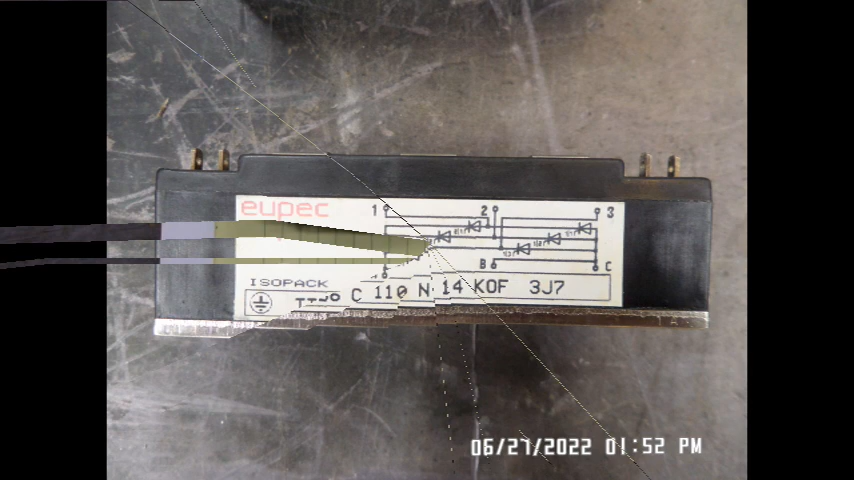 eupec
1 2 3
B C
ISOPACK
C 110 N 14 KOF 3J7
06/27/2022 01:52 PM